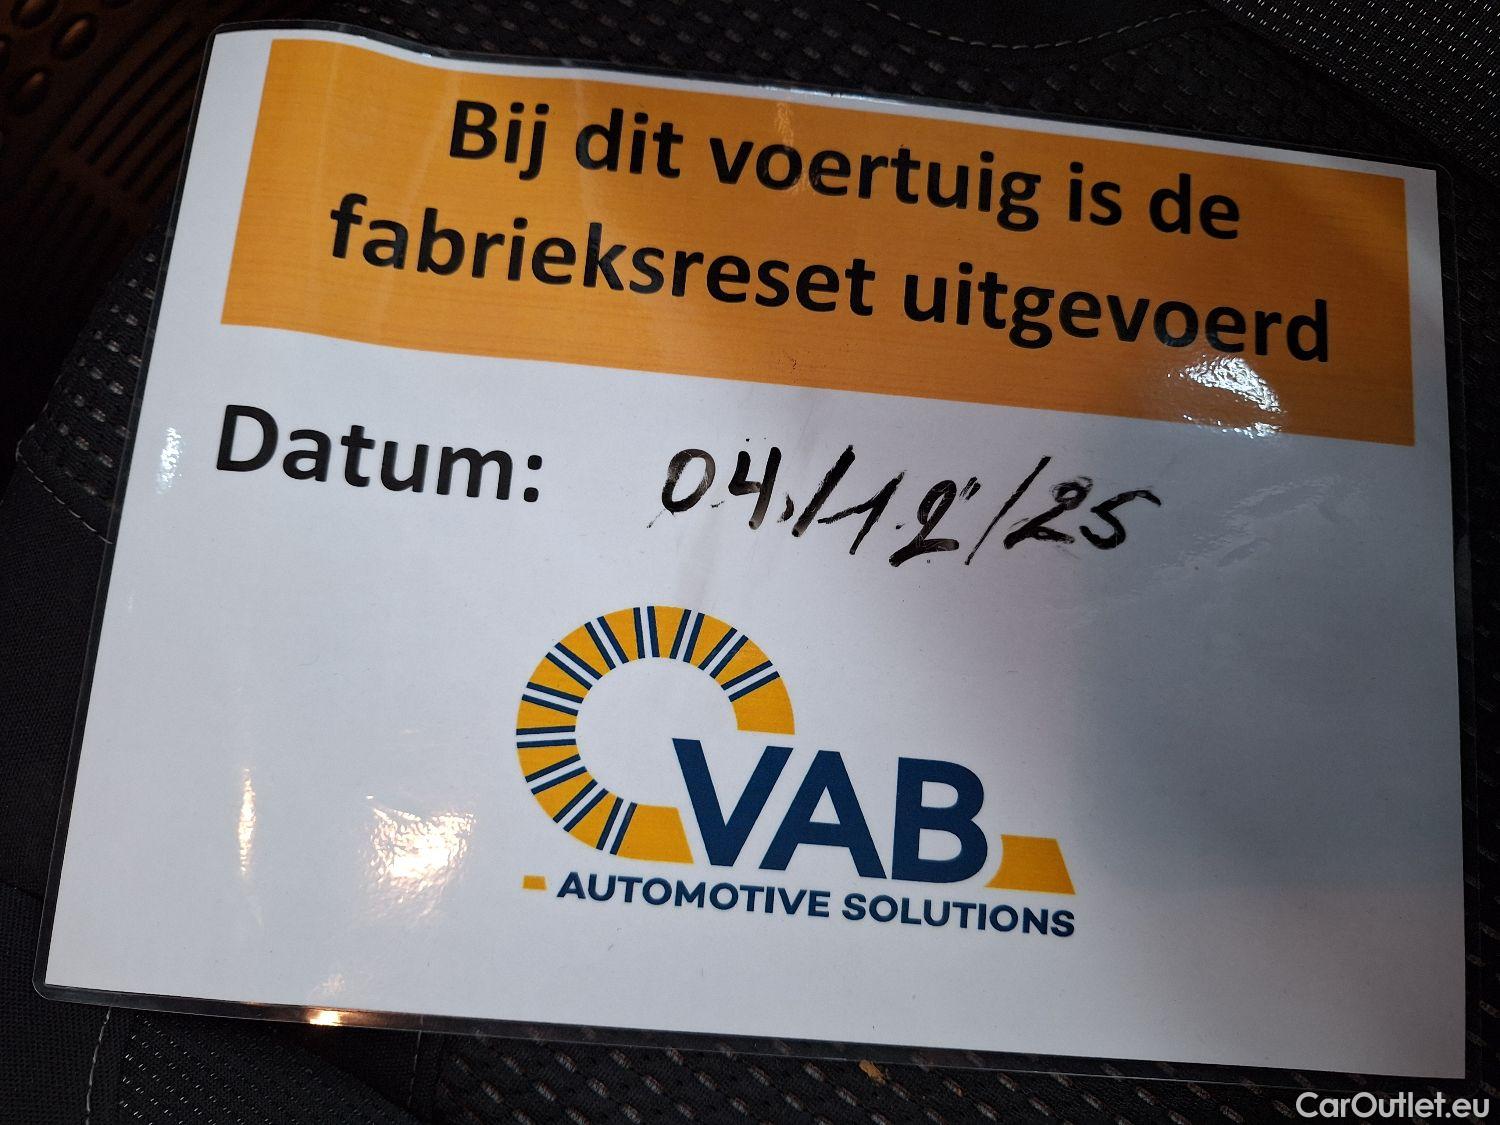 Bij dit voertuig is de
fabrieksreset uitgevoerd
Datum: 04/12/25
VAB
AUTOMOTIVE SOLUTIONS
CarOutlet.eu